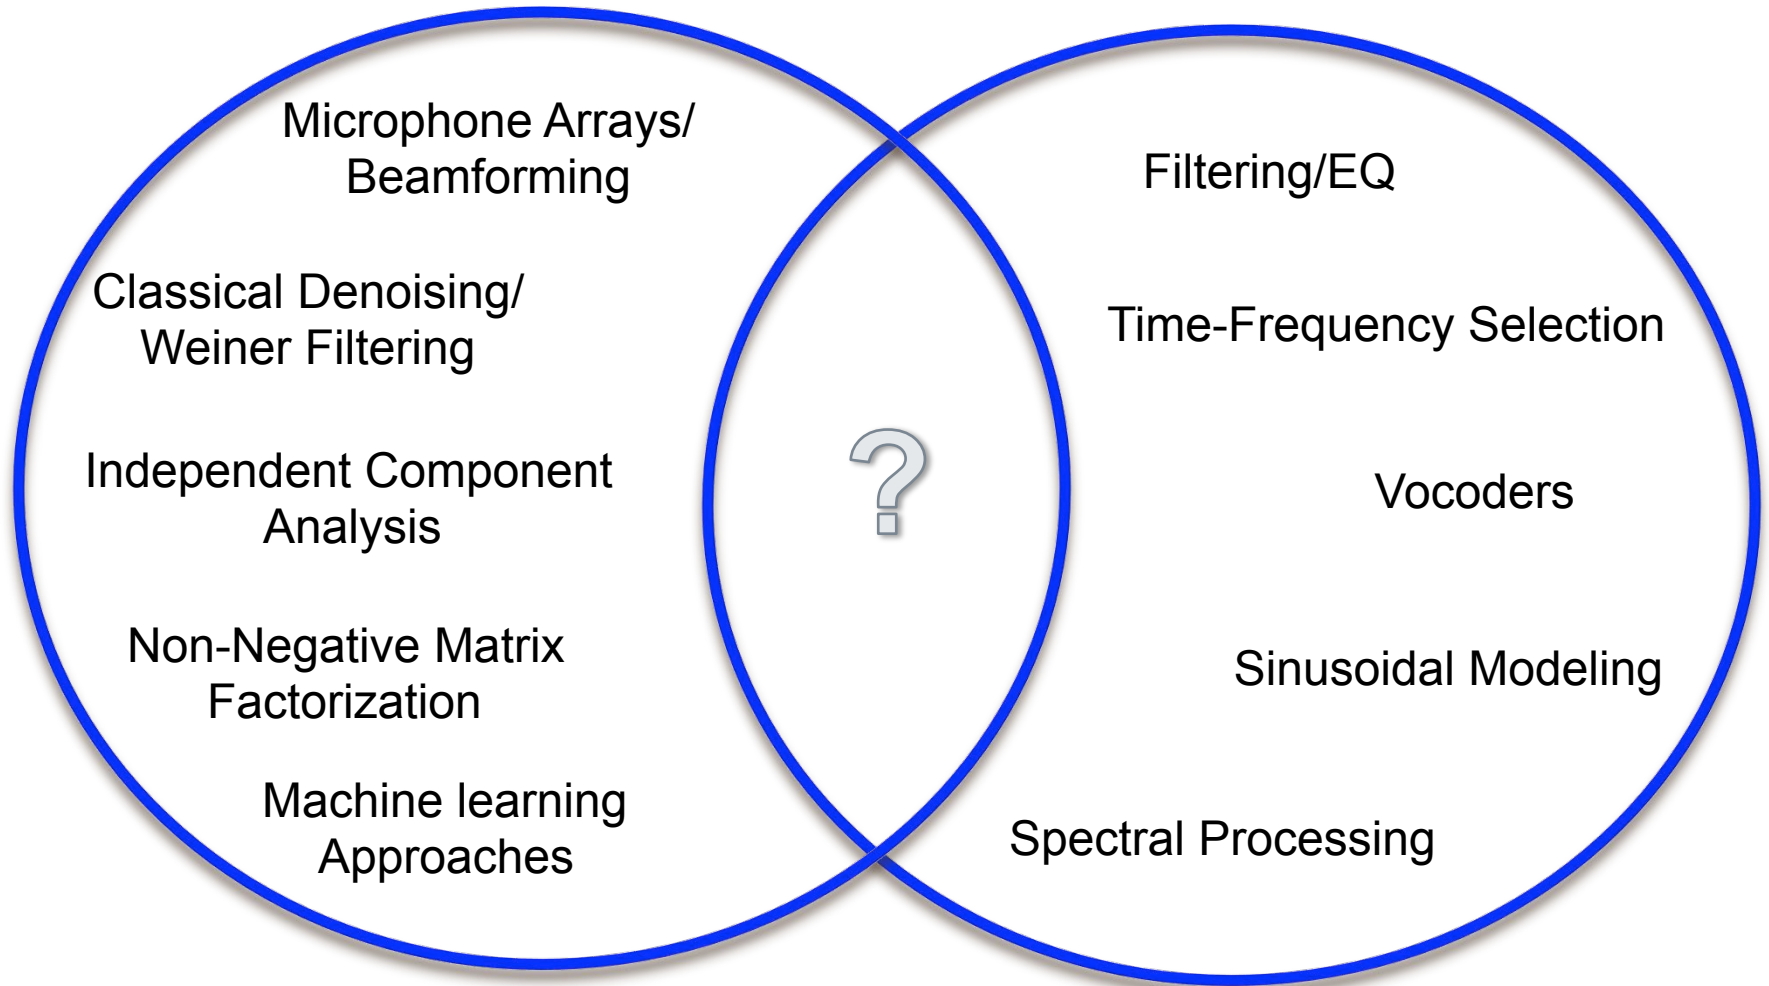 Microphone Arrays/
Beamforming
Classical Denoising/
Weiner Filtering
Independent Component
Analysis
Non-Negative Matrix
Factorization
Machine learning
Approaches
?
Filtering/EQ
Time-Frequency Selection
Vocoders
Sinusoidal Modeling
Spectral Processing